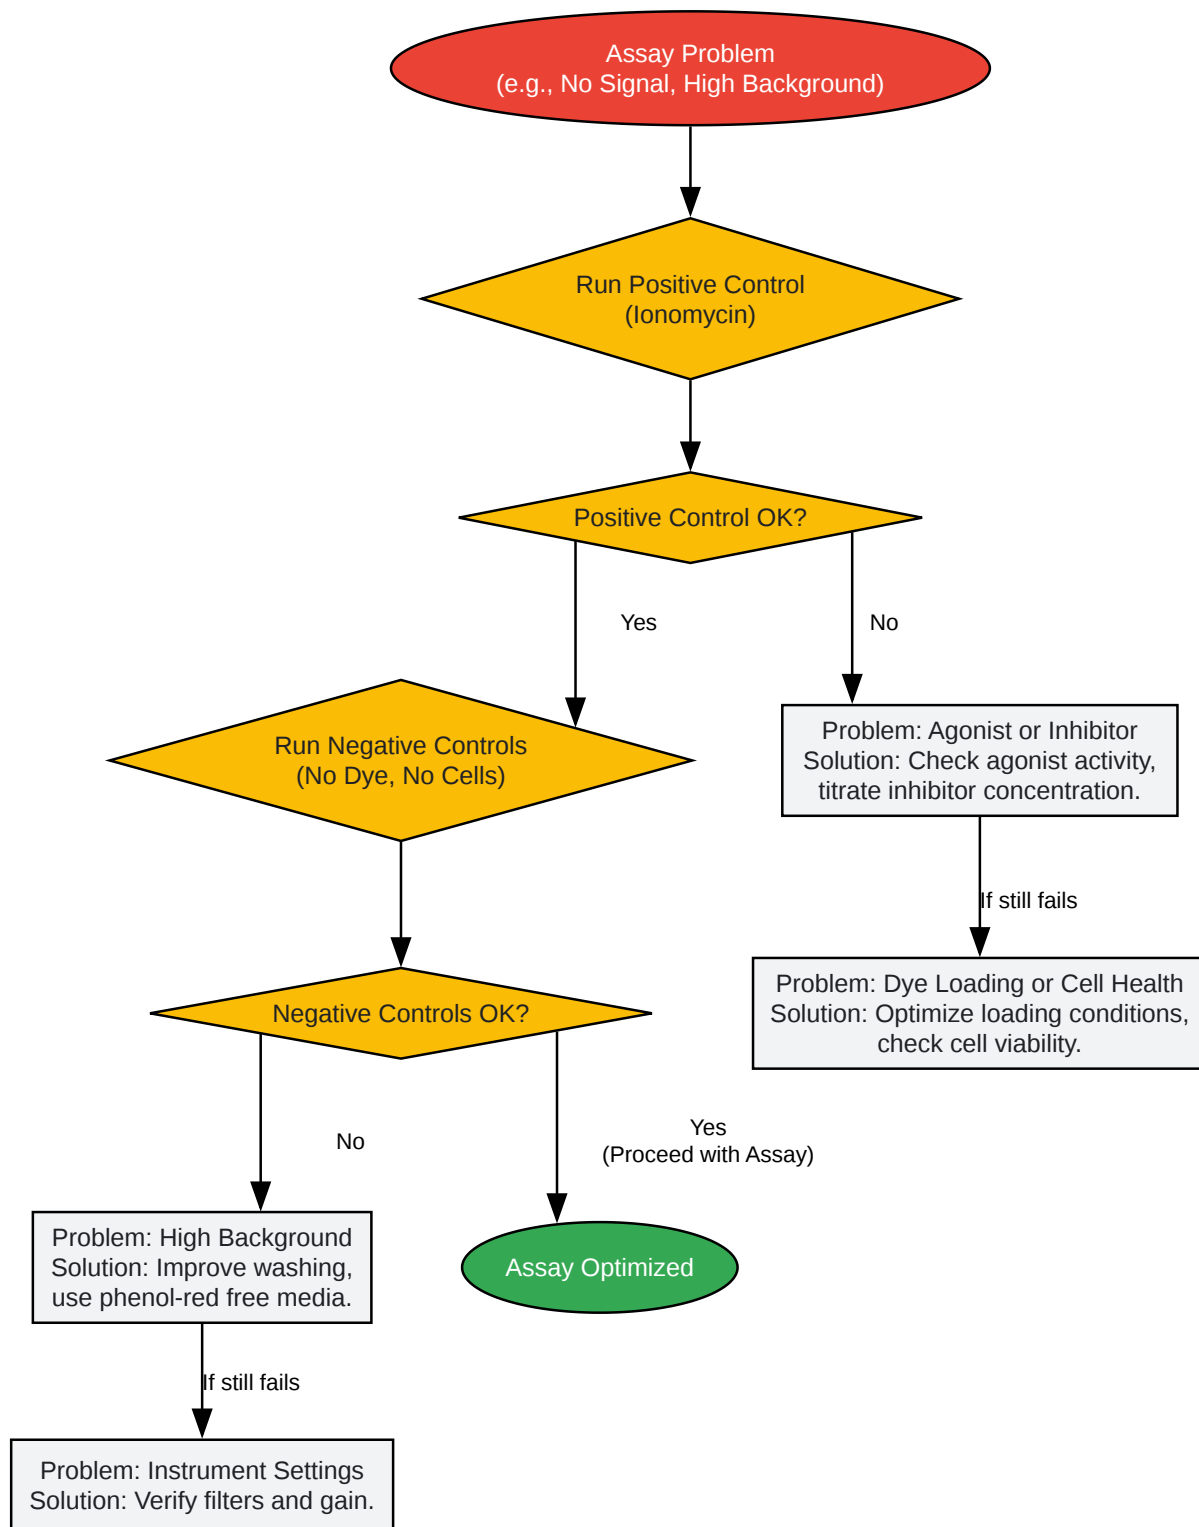 Assay Problem
(e.g., No Signal, High Background)
Run Positive Control
(Ionomycin)
Positive Control OK?
Yes
No
Run Negative Controls
(No Dye, No Cells)
Problem: Agonist or Inhibitor
Solution: Check agonist activity,
titrate inhibitor concentration.
If still fails
Problem: Dye Loading or Cell Health
Solution: Optimize loading conditions,
check cell viability.
Negative Controls OK?
No
Yes
(Proceed with Assay)
Problem: High Background
Solution: Improve washing,
use phenol-red free media.
Assay Optimized
If still fails
Problem: Instrument Settings
Solution: Verify filters and gain.